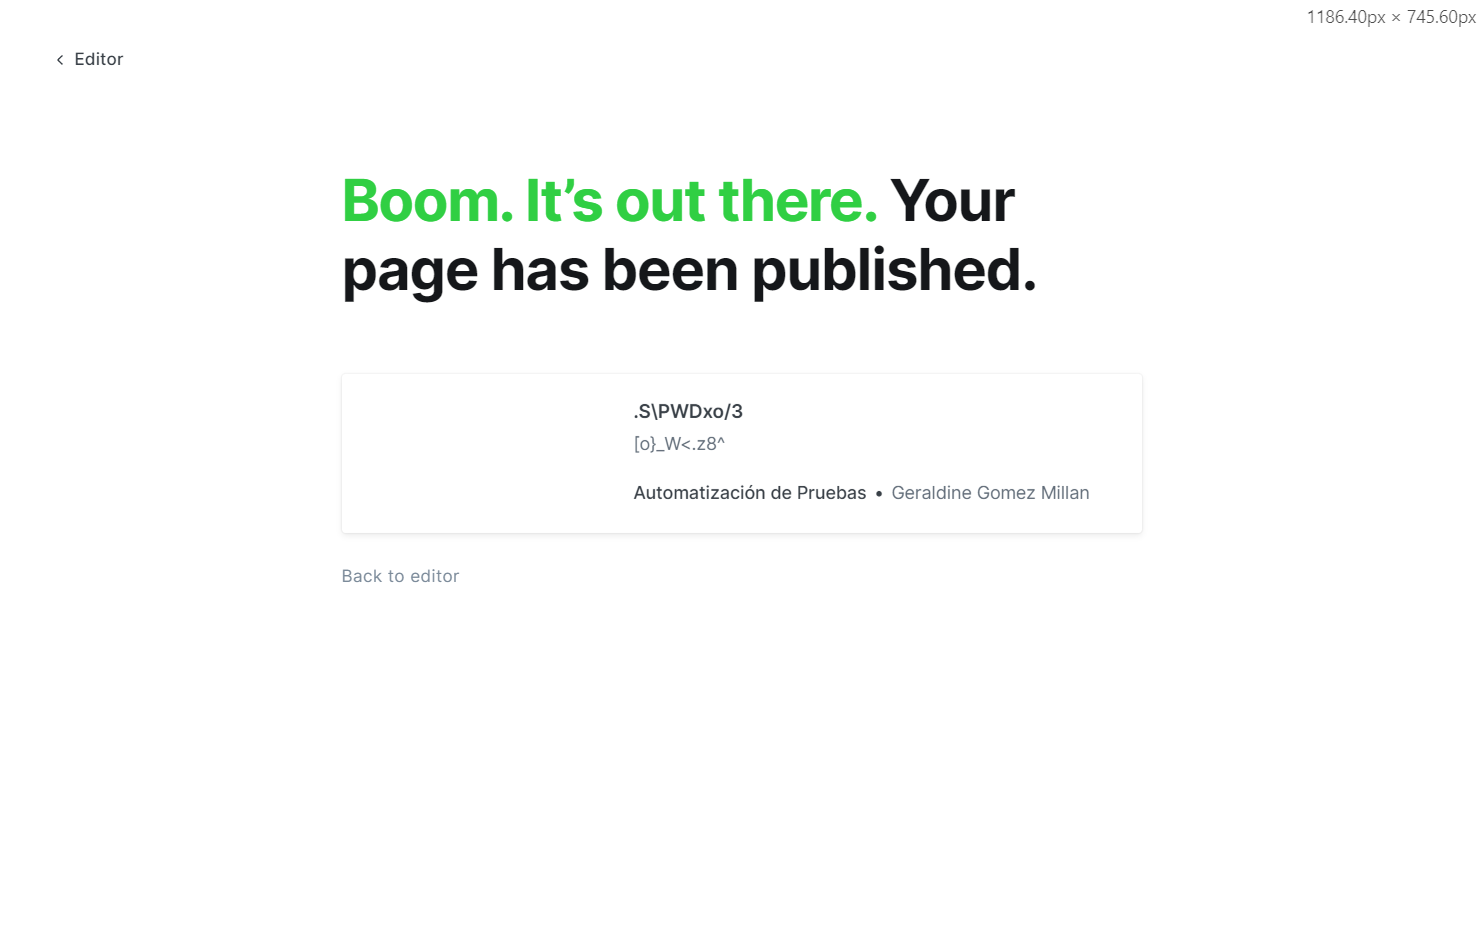 1186.40px × 745.60px
Editor
Boom. It’s out there. Your
page has been published.
.S\PWDxo/3
[o}_W<.z8^
Automatización de Pruebas • Geraldine Gomez Millan
Back to editor